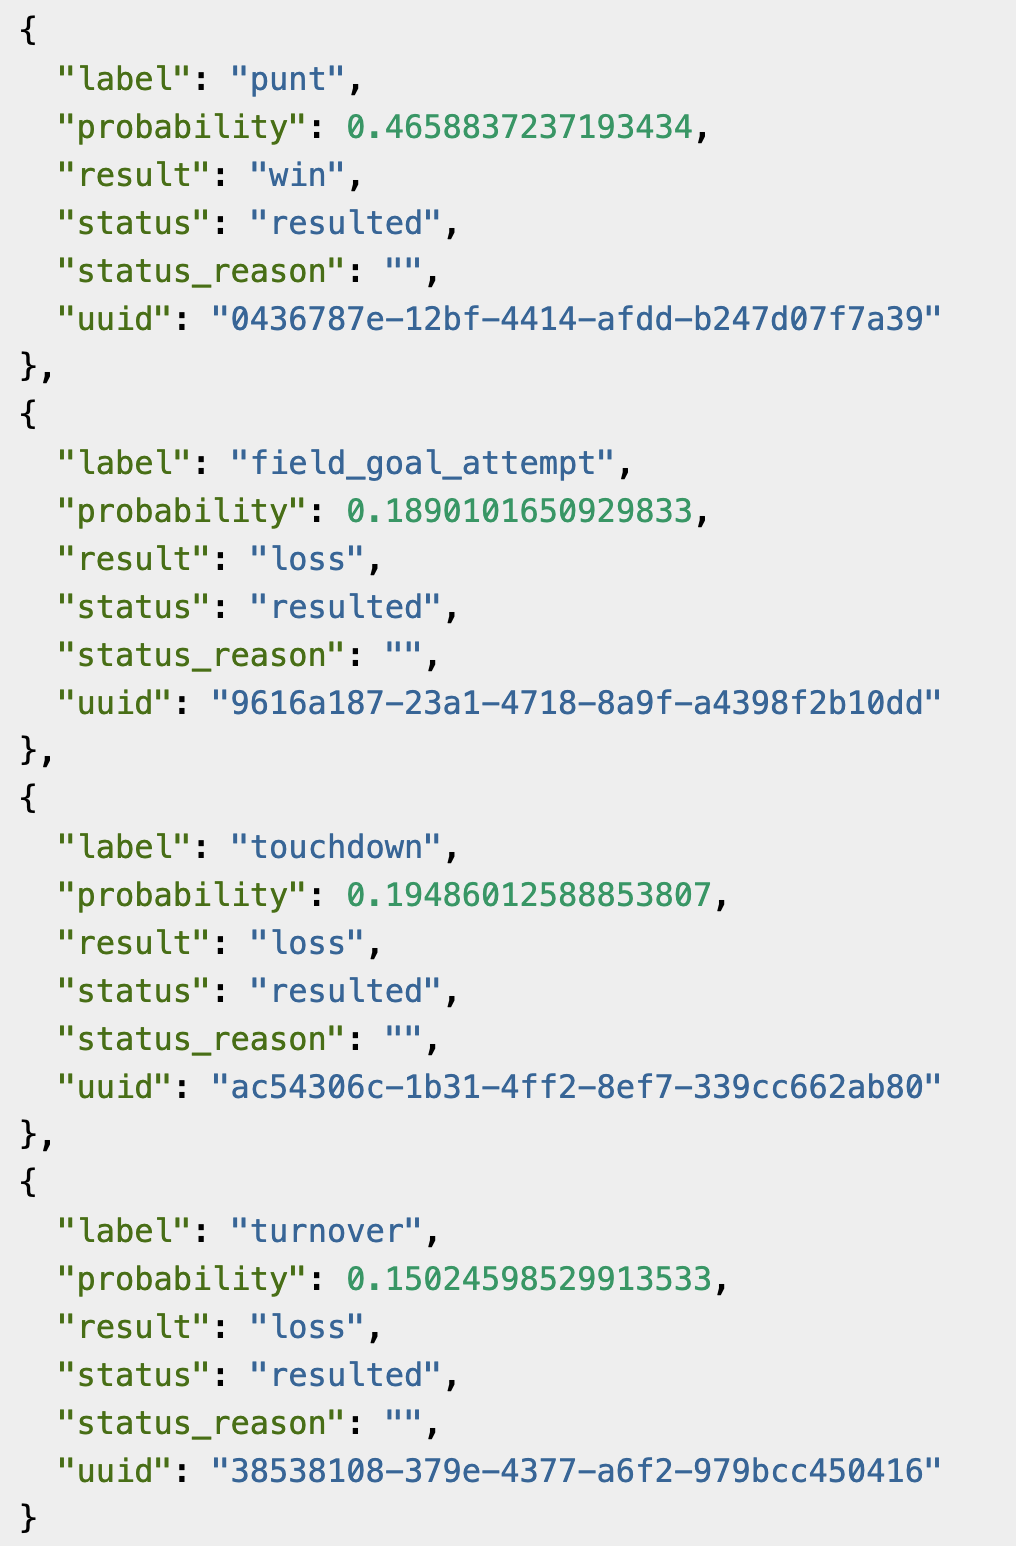 {
  "label": "punt",
  "probability": 0.4658837237193434,
  "result": "win",
  "status": "resulted",
  "status_reason": "",
  "uuid": "0436787e-12bf-4414-afdd-b247d07f7a39"
},
{
  "label": "field_goal_attempt",
  "probability": 0.1890101650929833,
  "result": "loss",
  "status": "resulted",
  "status_reason": "",
  "uuid": "9616a187-23a1-4718-8a9f-a4398f2b10dd"
},
{
  "label": "touchdown",
  "probability": 0.19486012588853807,
  "result": "loss",
  "status": "resulted",
  "status_reason": "",
  "uuid": "ac54306c-1b31-4ff2-8ef7-339cc662ab80"
},
{
  "label": "turnover",
  "probability": 0.15024598529913533,
  "result": "loss",
  "status": "resulted",
  "status_reason": "",
  "uuid": "38538108-379e-4377-a6f2-979bcc450416"
}